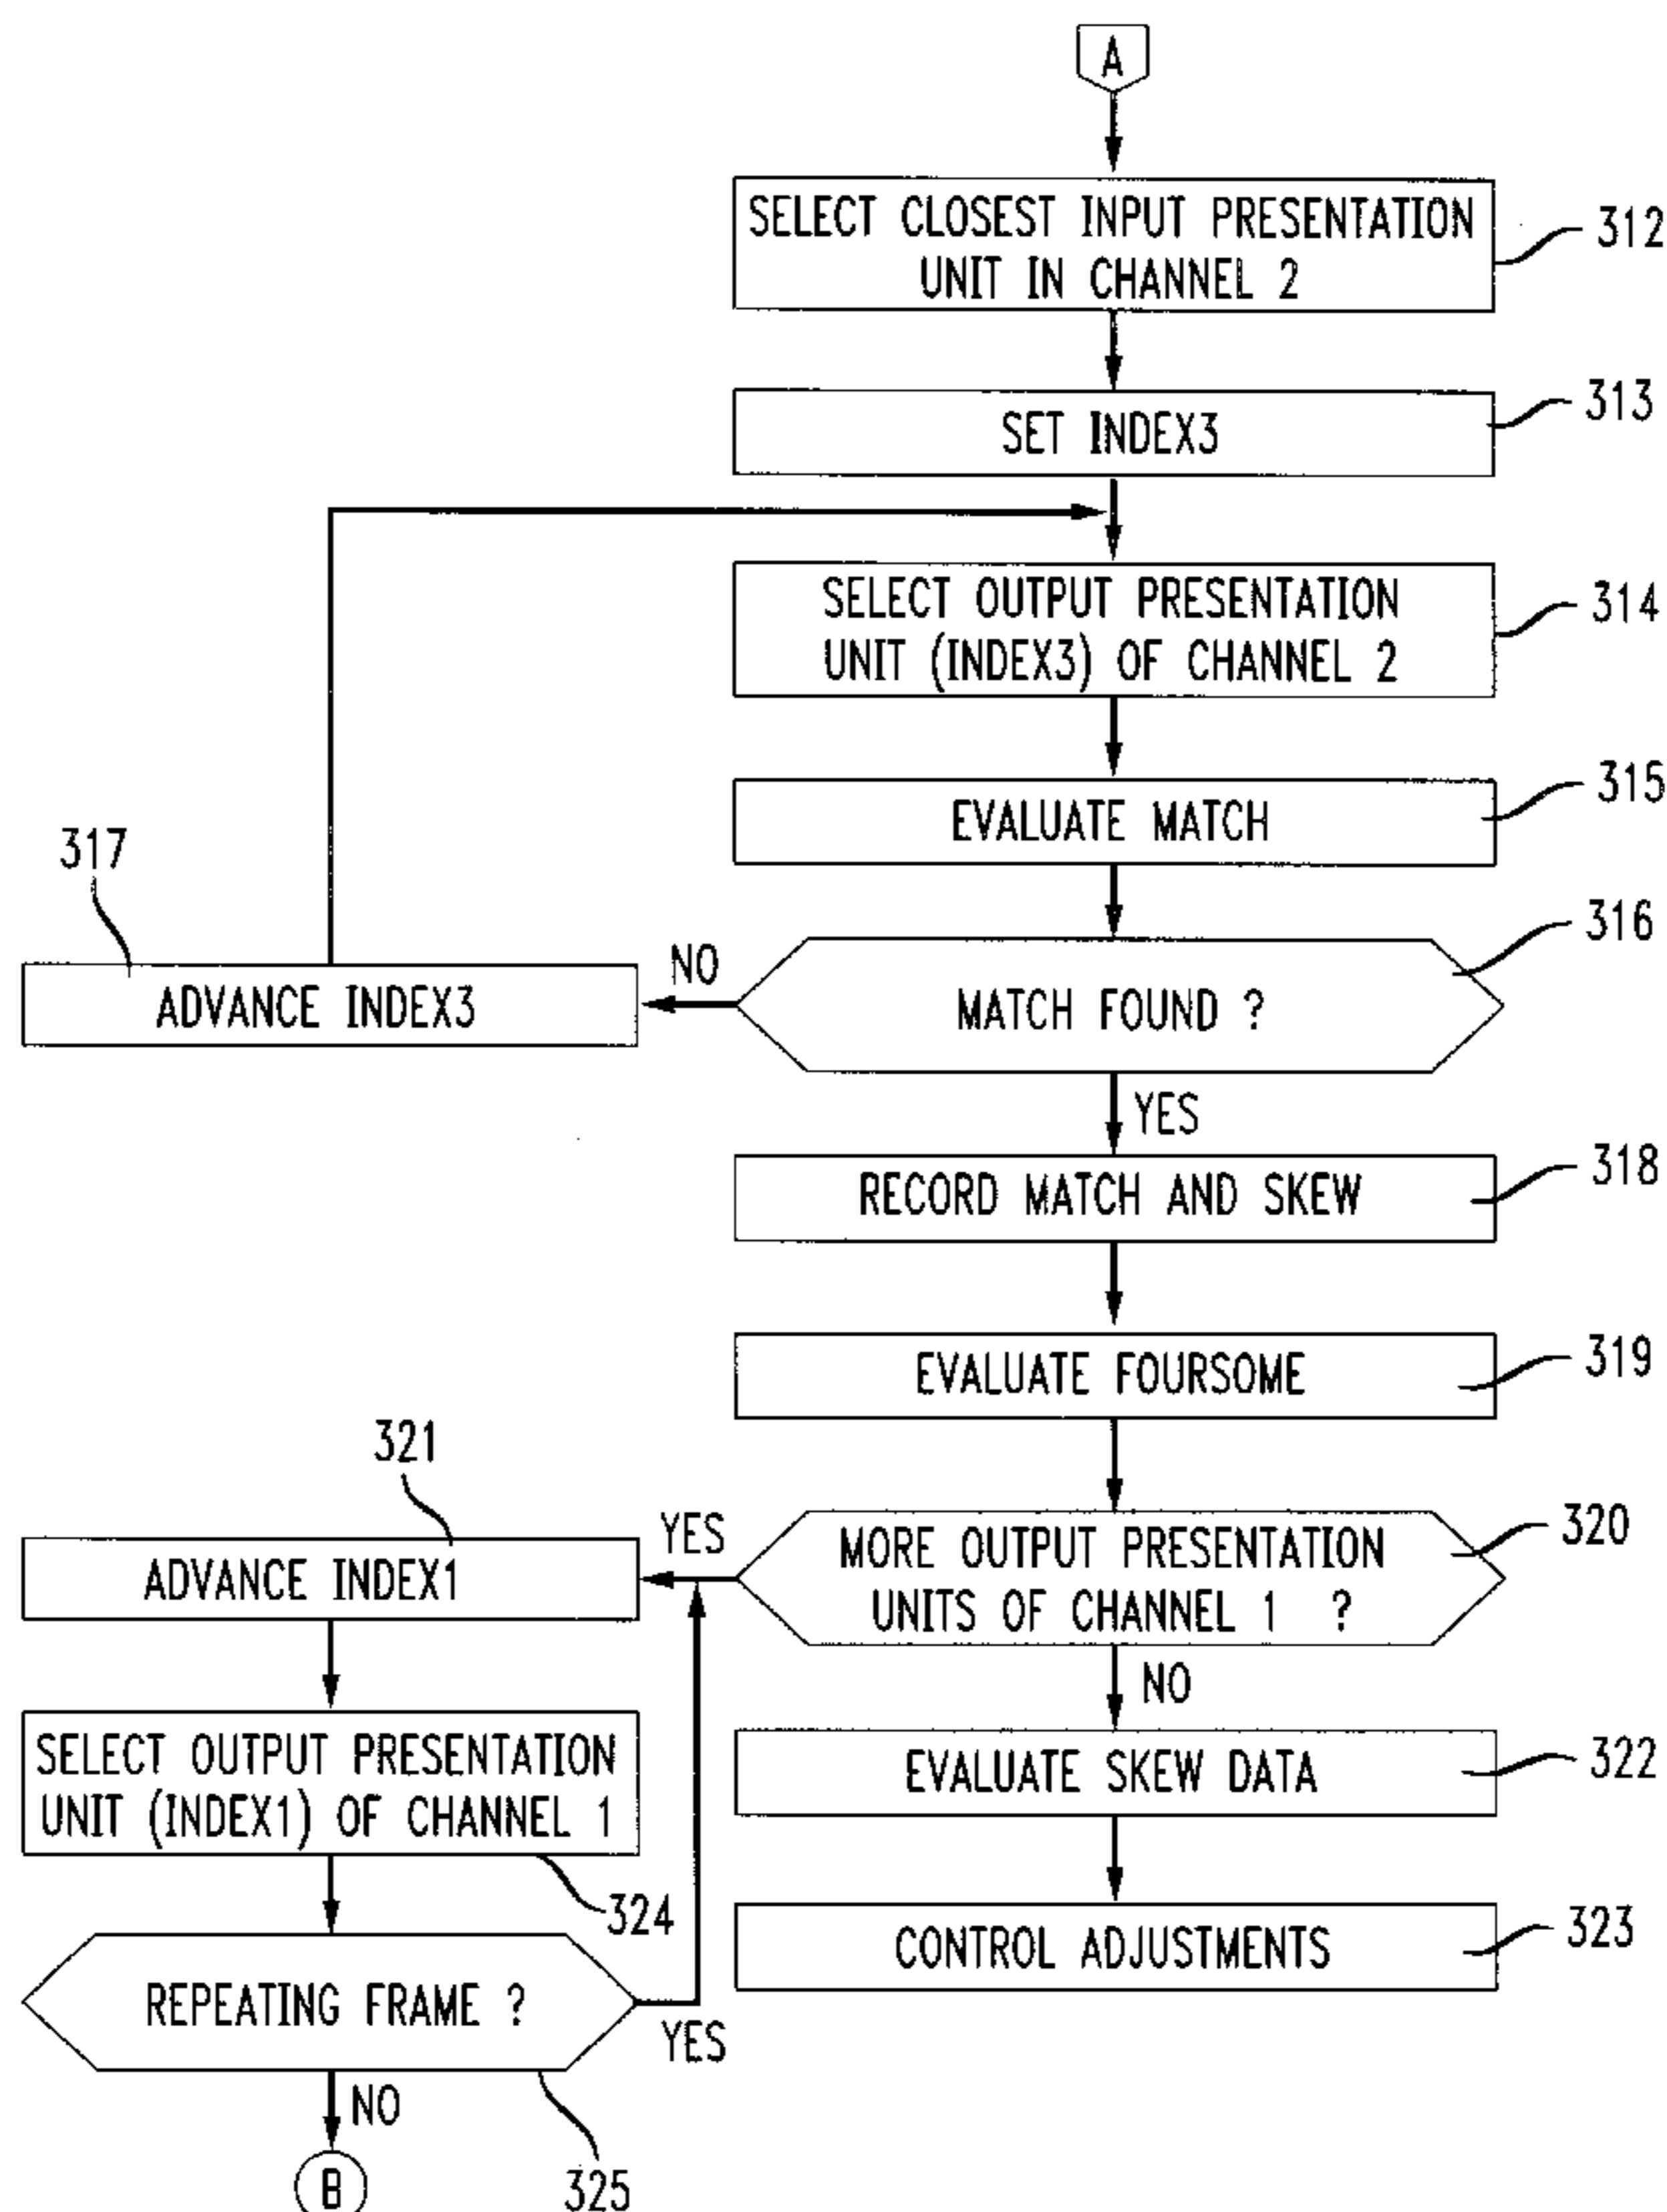 A
SELECT CLOSEST INPUT PRESENTATION
UNIT IN CHANNEL 2
312
SET INDEX3
313
SELECT OUTPUT PRESENTATION
UNIT (INDEX3) OF CHANNEL 2
314
EVALUATE MATCH
315
317
316
NO
ADVANCE INDEX3
MATCH FOUND ?
YES
RECORD MATCH AND SKEW
318
EVALUATE FOURSOME
319
321
YES
MORE OUTPUT PRESENTATION
UNITS OF CHANNEL 1 ?
320
ADVANCE INDEX1
NO
SELECT OUTPUT PRESENTATION
UNIT (INDEX1) OF CHANNEL 1
324
EVALUATE SKEW DATA
322
CONTROL ADJUSTMENTS
323
REPEATING FRAME ?
YES
NO
325
B